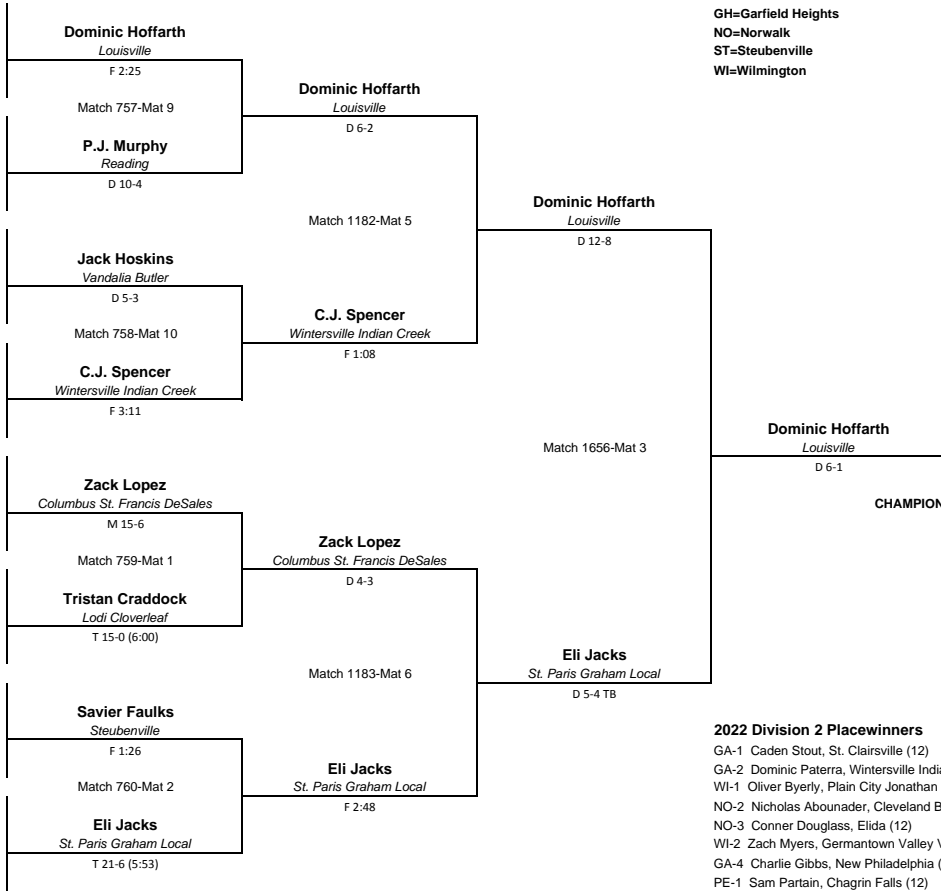 GH=Garfield Heights
NO=Norwalk
ST=Steubenville
WI=Wilmington
Dominic Hoffarth
Louisville
F 2:25
Match 757-Mat 9
P.J. Murphy
Reading
D 10-4
Jack Hoskins
Vandalia Butler
D 5-3
Match 758-Mat 10
C.J. Spencer
Wintersville Indian Creek
F 3:11
Zack Lopez
Columbus St. Francis DeSales
M 15-6
Match 759-Mat 1
Tristan Craddock
Lodi Cloverleaf
T 15-0 (6:00)
Savier Faulks
Steubenville
F 1:26
Match 760-Mat 2
Eli Jacks
St. Paris Graham Local
T 21-6 (5:53)
Dominic Hoffarth
Louisville
D 6-2
Match 1182-Mat 5
C.J. Spencer
Wintersville Indian Creek
F 1:08
Zack Lopez
Columbus St. Francis DeSales
D 4-3
Match 1183-Mat 6
Eli Jacks
St. Paris Graham Local
F 2:48
Dominic Hoffarth
Louisville
D 12-8
Match 1656-Mat 3
Eli Jacks
St. Paris Graham Local
D 5-4 TB
Dominic Hoffarth
Louisville
D 6-1
CHAMPION
2022 Division 2 Placewinners
GA-1 Caden Stout, St. Clairsville (12)
GA-2 Dominic Paterra, Wintersville
WI-1 Oliver Byerly, Plain City Jonathan
NO-2 Nicholas Abounader, Cleveland
NO-3 Conner Douglass, Elida (12)
WI-2 Zach Myers, Germantown Valley
GA-4 Charlie Gibbs, New Philadelphia (
PE-1 Sam Partain, Chagrin Falls (12)